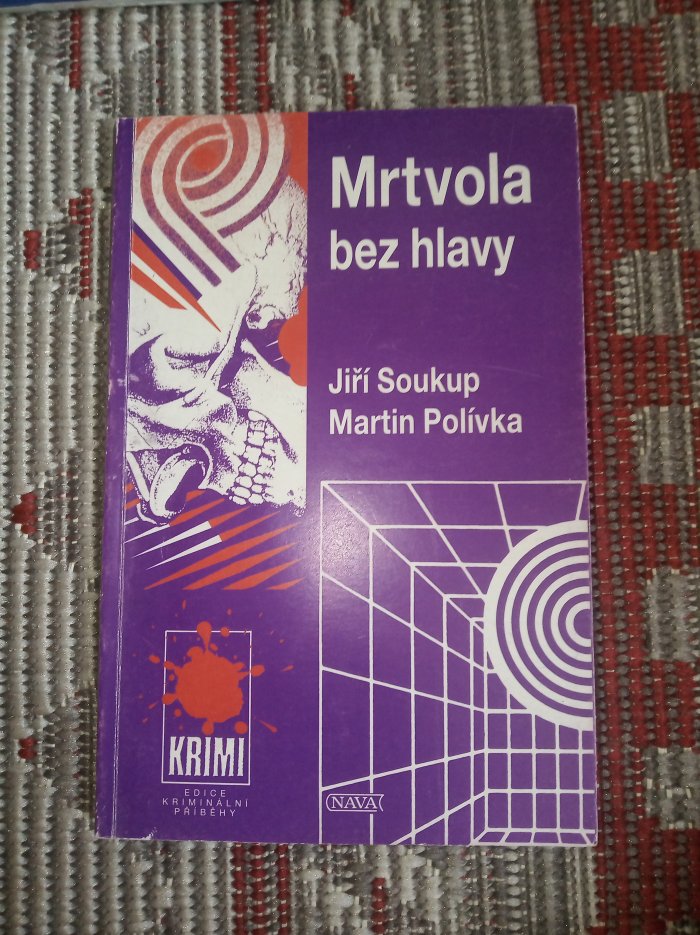 Mrtvola
bez hlavy
Jiří Soukup
Martin Polívka
KRIMI
EDICE
KRIMINÁLNÍ
PŘÍBĚHY
NAVA